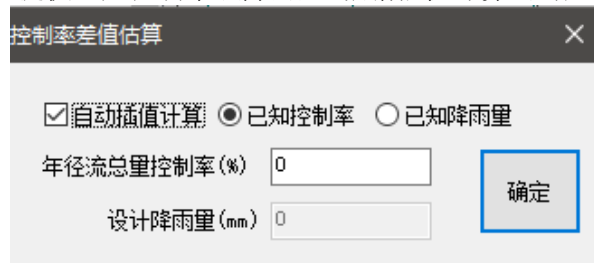 控制率差值估算
自动插值计算 已知控制率 已知降雨量
年径流总量控制率(%) 0
设计降雨量(mm) 0
确定